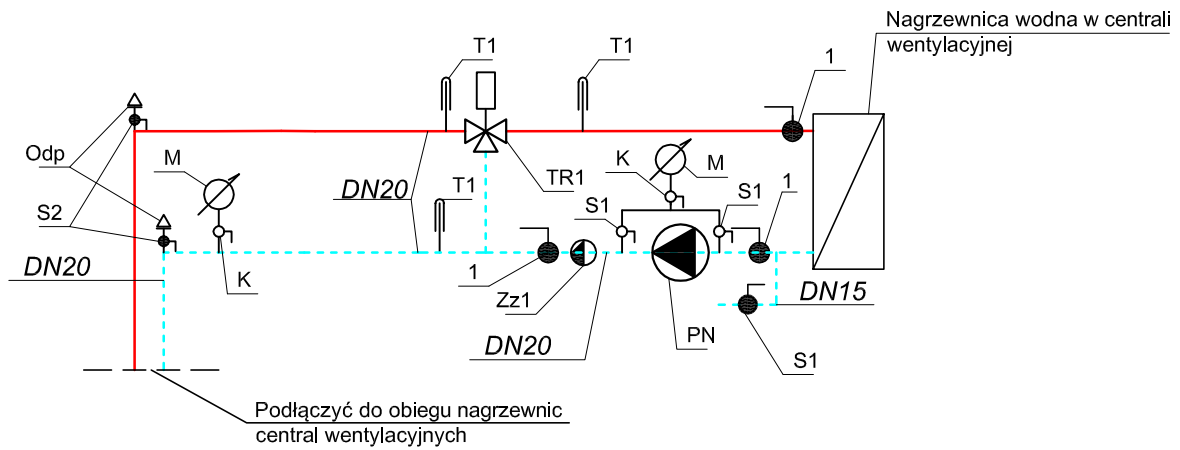 Nagrzewnica wodna w centrali
wentylacyjnej
T1
T1
1
Odp
M
K
M
DN20
TR1
S2
T1
S1
S1
1
DN20
K
1
Zz1
DN15
DN20
PN
S1
Podłączyć do obiegu nagrzewnic
central wentylacyjnych